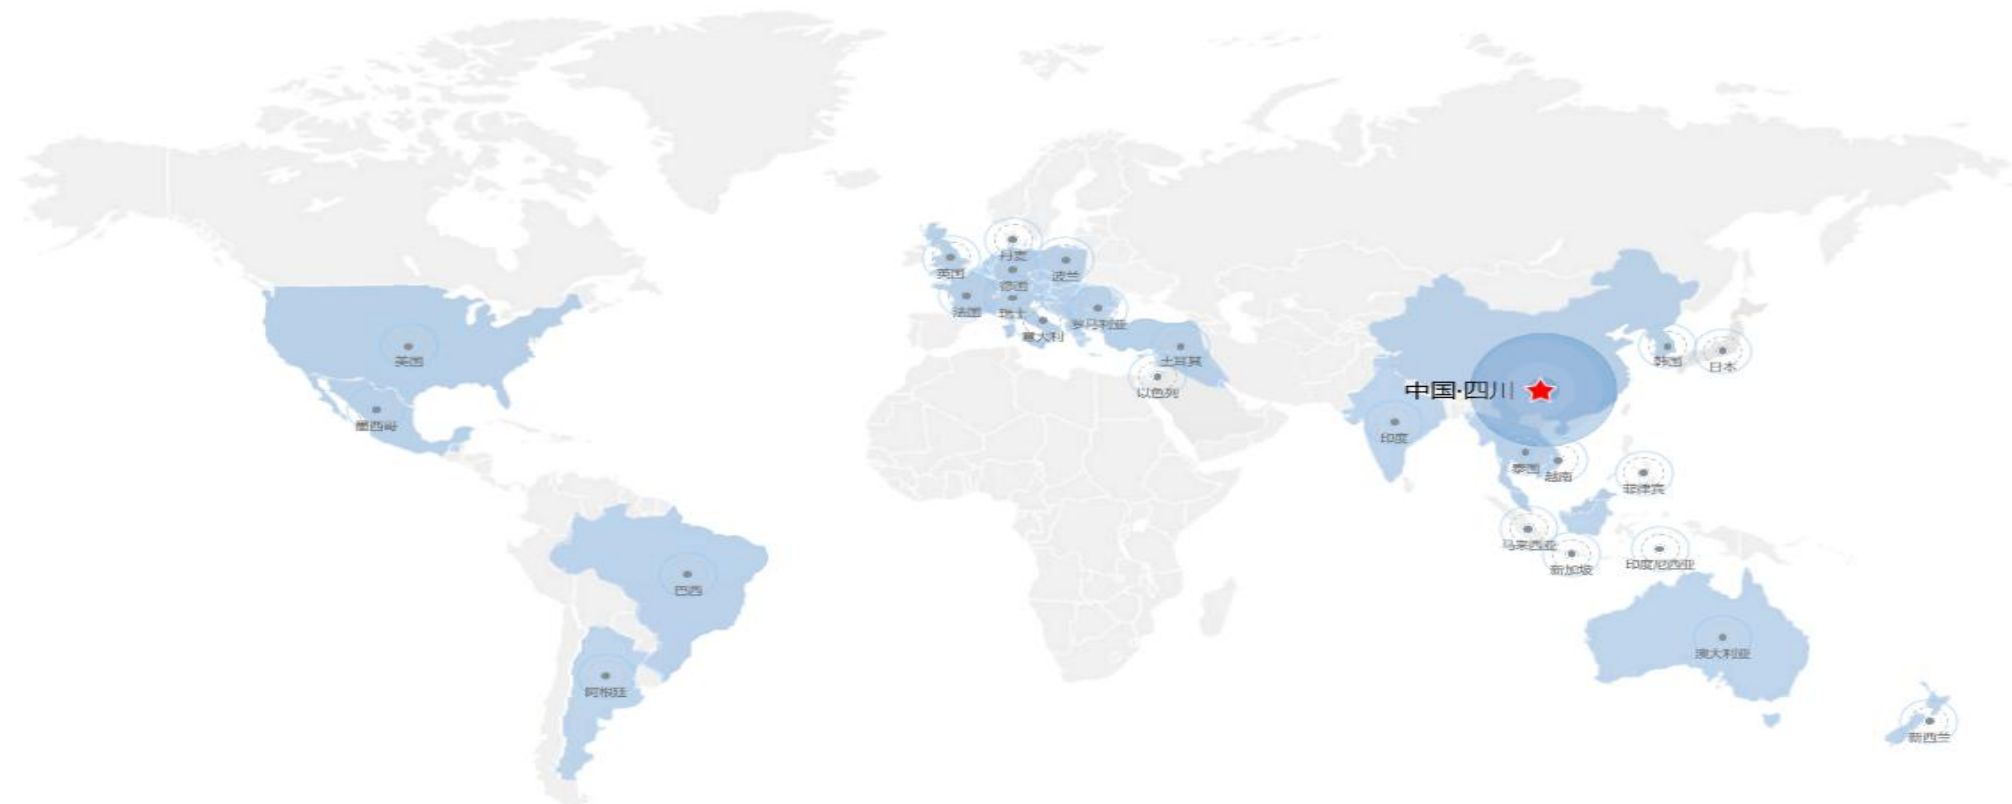 丹麦
英国
波兰
德国
法国
瑞士
罗马利亚
意大利
美国
土耳其
韩国
日本
中国·四川
以色列
墨西哥
印度
泰国
越南
菲律宾
马来西亚
新加坡
印度尼西亚
巴西
澳大利亚
阿根廷
新西兰